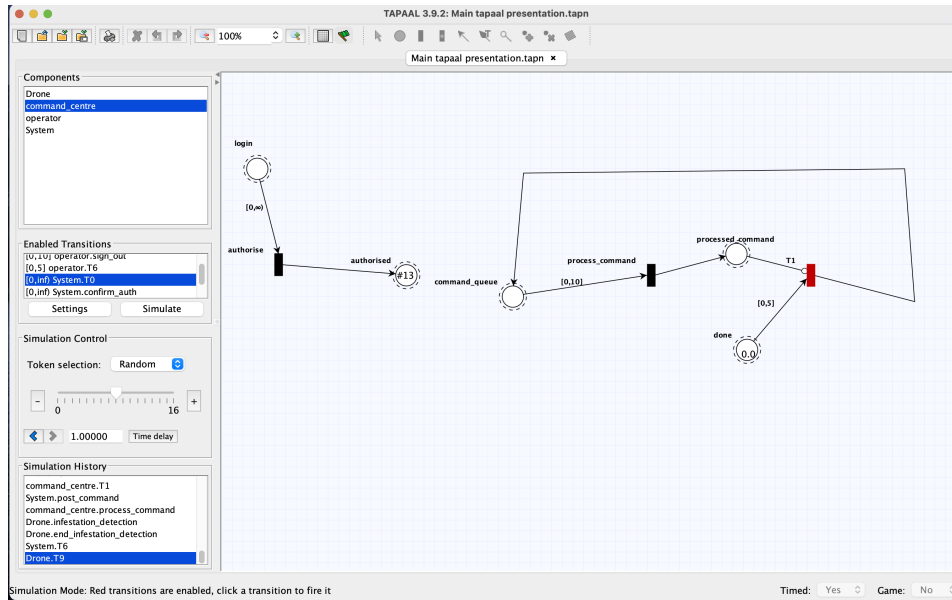 TAPAAL 3.9.2: Main tapaal presentation.tapn
100%
Main tapaal presentation.tapn ×
Components
Drone
command_centre
operator
System
Enabled Transitions
[0,10] operator.sign_out
[0,5] operator.T6
[0,inf) System.T0
[0,inf) System.confirm_auth
Settings Simulate
Simulation Control
Token selection: Random
- +
0 16
1.00000 Time delay
Simulation History
command_centre.T1
System.post_command
command_centre.process_command
Drone.infestation_detection
Drone.end_infestation_detection
System.T6
Drone.T9
login
[0,∞)
authorise
authorised
#13
command_queue
[0,10]
process_command
processed_command
T1
[0,5]
done
0.0
Simulation Mode: Red transitions are enabled, click a transition to fire it
Timed: Yes Game: No